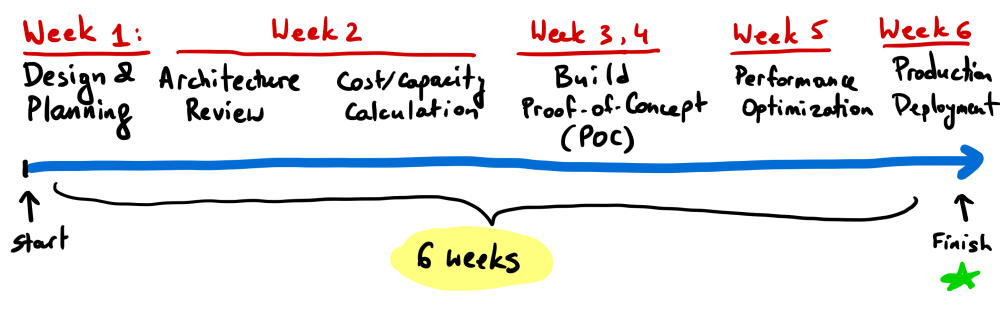 Week 1:
Design &
Planning
Week 2
Architecture
Review
Cost/Capacity
Calculation
Week 3,4
Build
Proof-of-Concept
(POC)
Week 5
Performance
Optimization
Week 6
Production
Deployment
Start
6 weeks
Finish